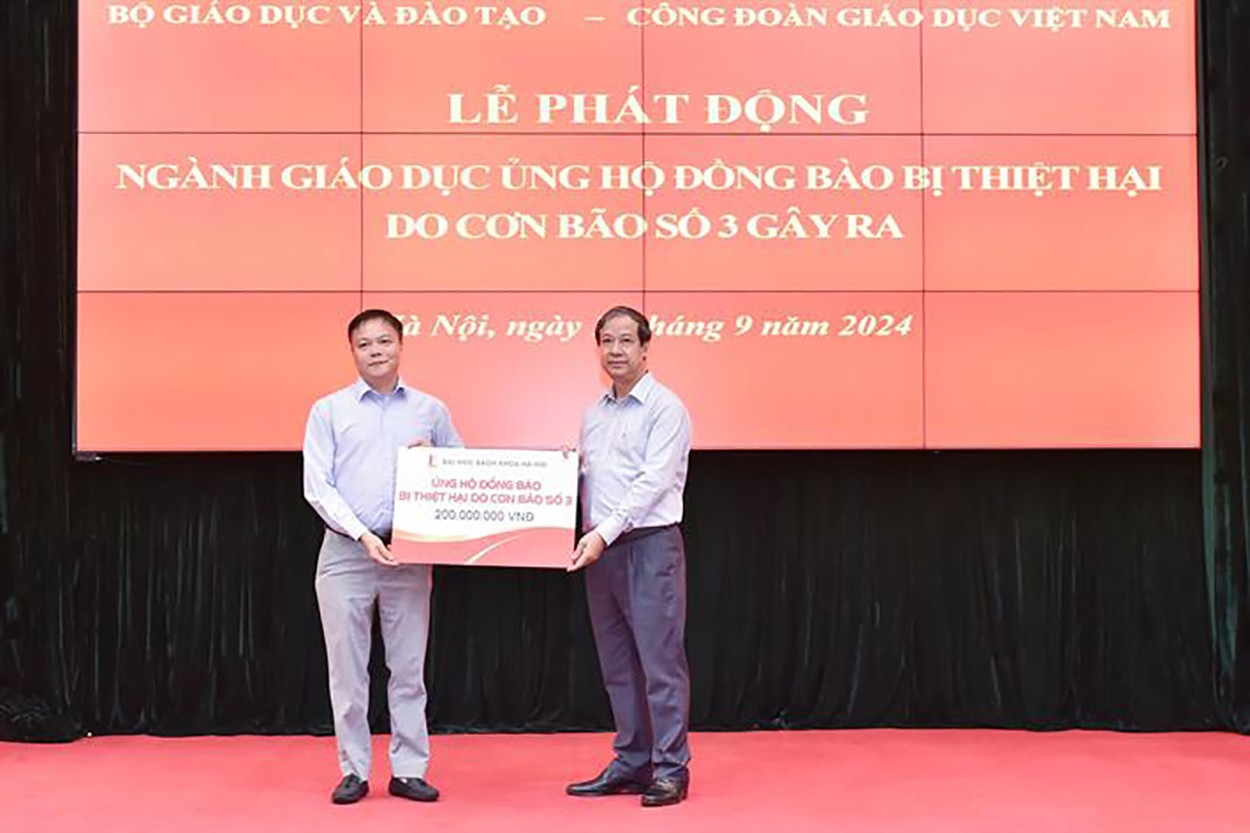 BỘ GIÁO DỤC VÀ ĐÀO TẠO – CÔNG ĐOÀN GIÁO DỤC VIỆT NAM
LỄ PHÁT ĐỘNG
NGÀNH GIÁO DỤC ỦNG HỘ ĐỒNG BÀO BỊ THIỆT HẠI
DO CƠN BÃO SỐ 3 GÂY RA
Nội, ngày 9 năm 2024
ĐẠI HỌC BÁCH KHOA HÀ NỘI
ỦNG HỘ ĐỒNG BÀO
BỊ THIỆT HẠI DO CƠN BÃO SỐ 3
200.000.000 VNĐ